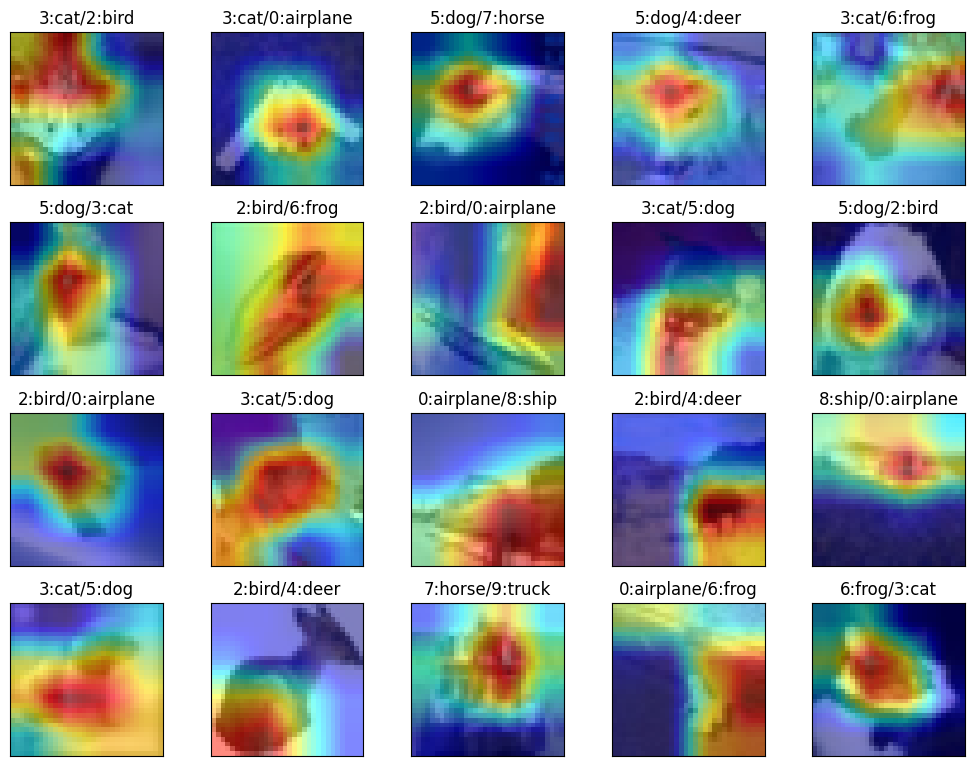 3:cat/2:bird
3:cat/0:airplane
5:dog/7:horse
5:dog/4:deer
3:cat/6:frog
5:dog/3:cat
2:bird/6:frog
2:bird/0:airplane
3:cat/5:dog
5:dog/2:bird
2:bird/0:airplane
3:cat/5:dog
0:airplane/8:ship
2:bird/4:deer
8:ship/0:airplane
3:cat/5:dog
2:bird/4:deer
7:horse/9:truck
0:airplane/6:frog
6:frog/3:cat